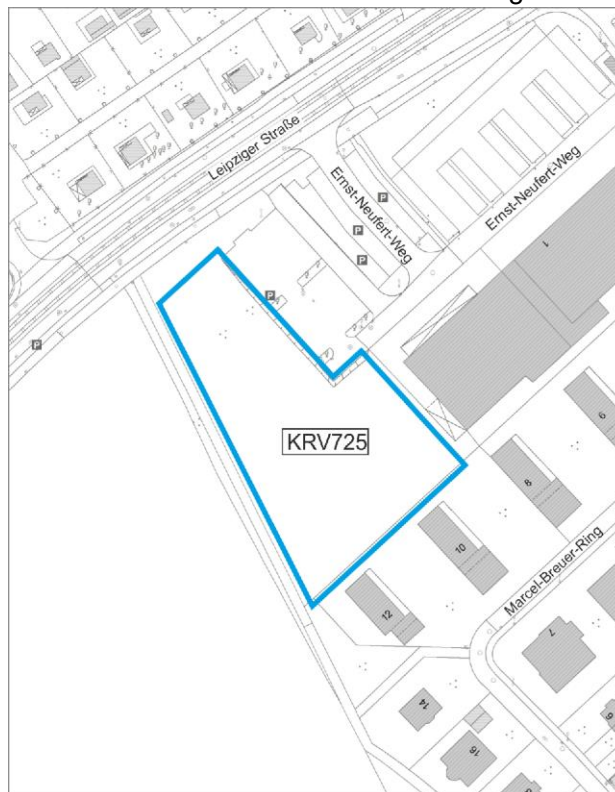 Leipziger Straße
Ernst-Neufert-Weg
Ernst-Neufert-Weg
P
P
P
P
P
1
KRV725
6
8
10
12
Marcel-Breuer-Ring
7
14
16